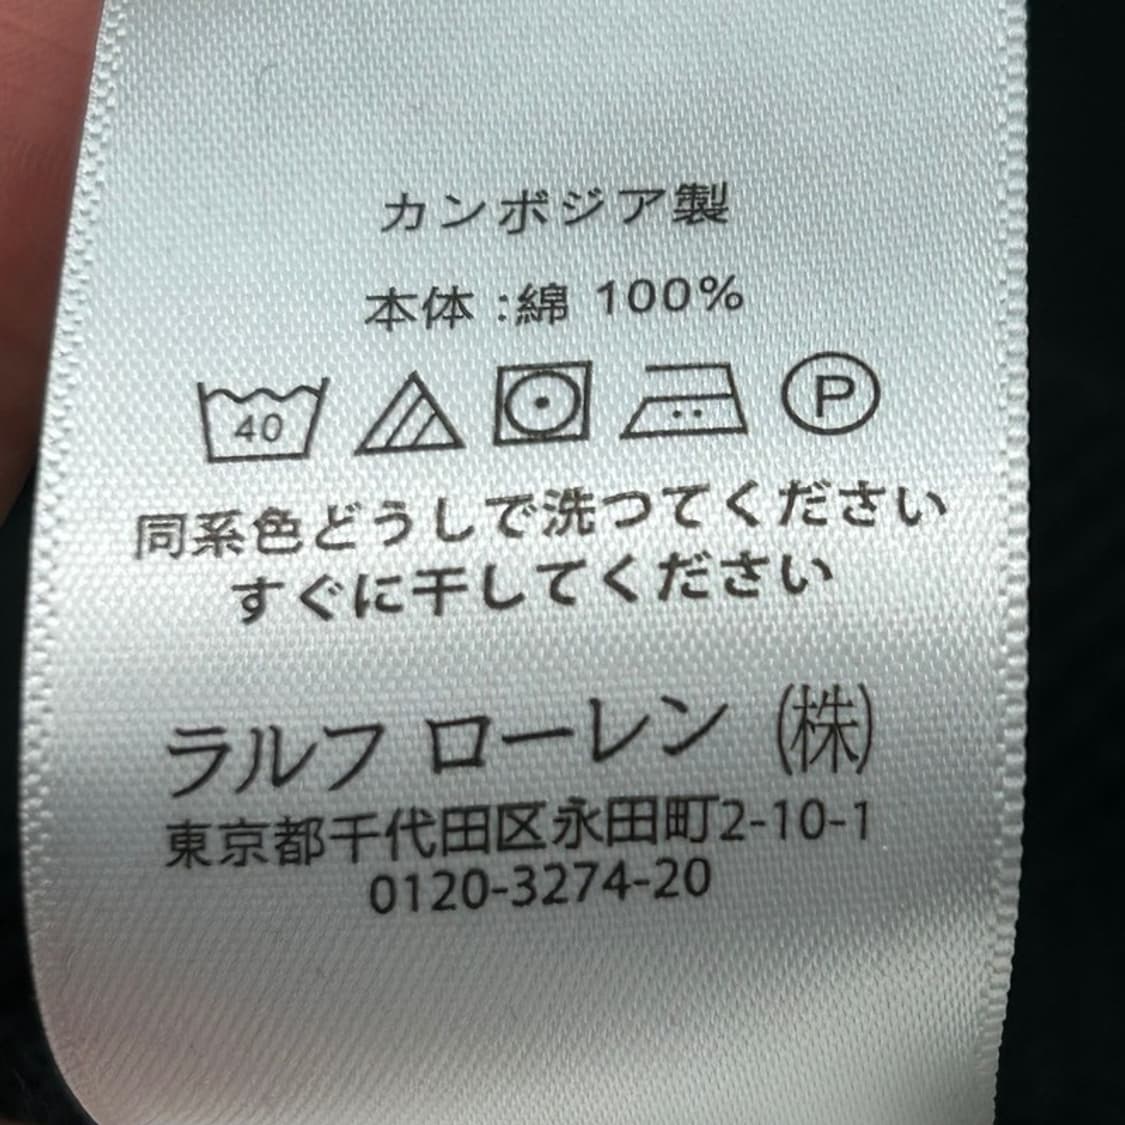 カンボジア製
本体 :綿 100%
40
P
同系色どうしで洗つてください
すぐに干してください
ラルフ ローレン (株)
東京都千代田区永田町2-10-1
0120-3274-20